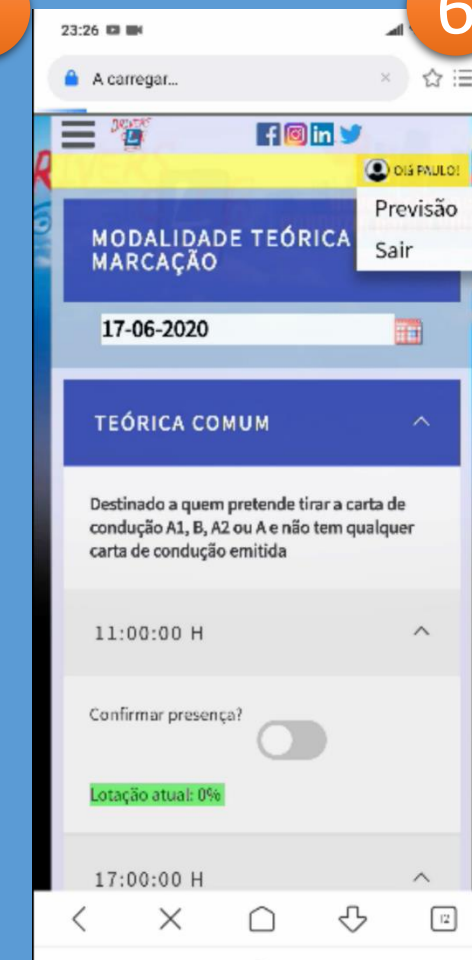 6
23:26
A carregar...
DRIVERS
Olá PAULO!
Previsão
Sair
MODALIDADE TEÓRICA
MARCAÇÃO
17-06-2020
TEÓRICA COMUM
Destinado a quem pretende tirar a carta de
condução A1, B, A2 ou A e não tem qualquer
carta de condução emitida
11:00:00 H
Confirmar presença?
Lotação atual: 0%
17:00:00 H
12